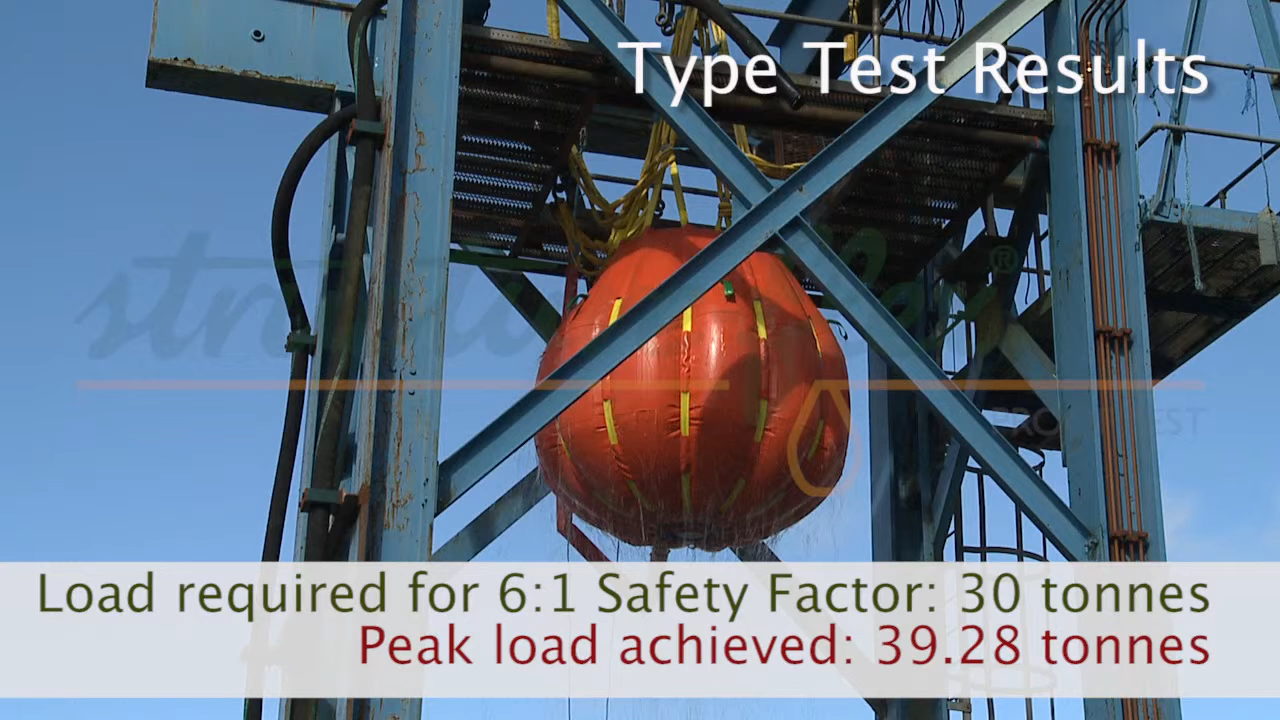 Type Test Results
Load required for 6:1 Safety Factor: 30 tonnes
Peak load achieved: 39.28 tonnes